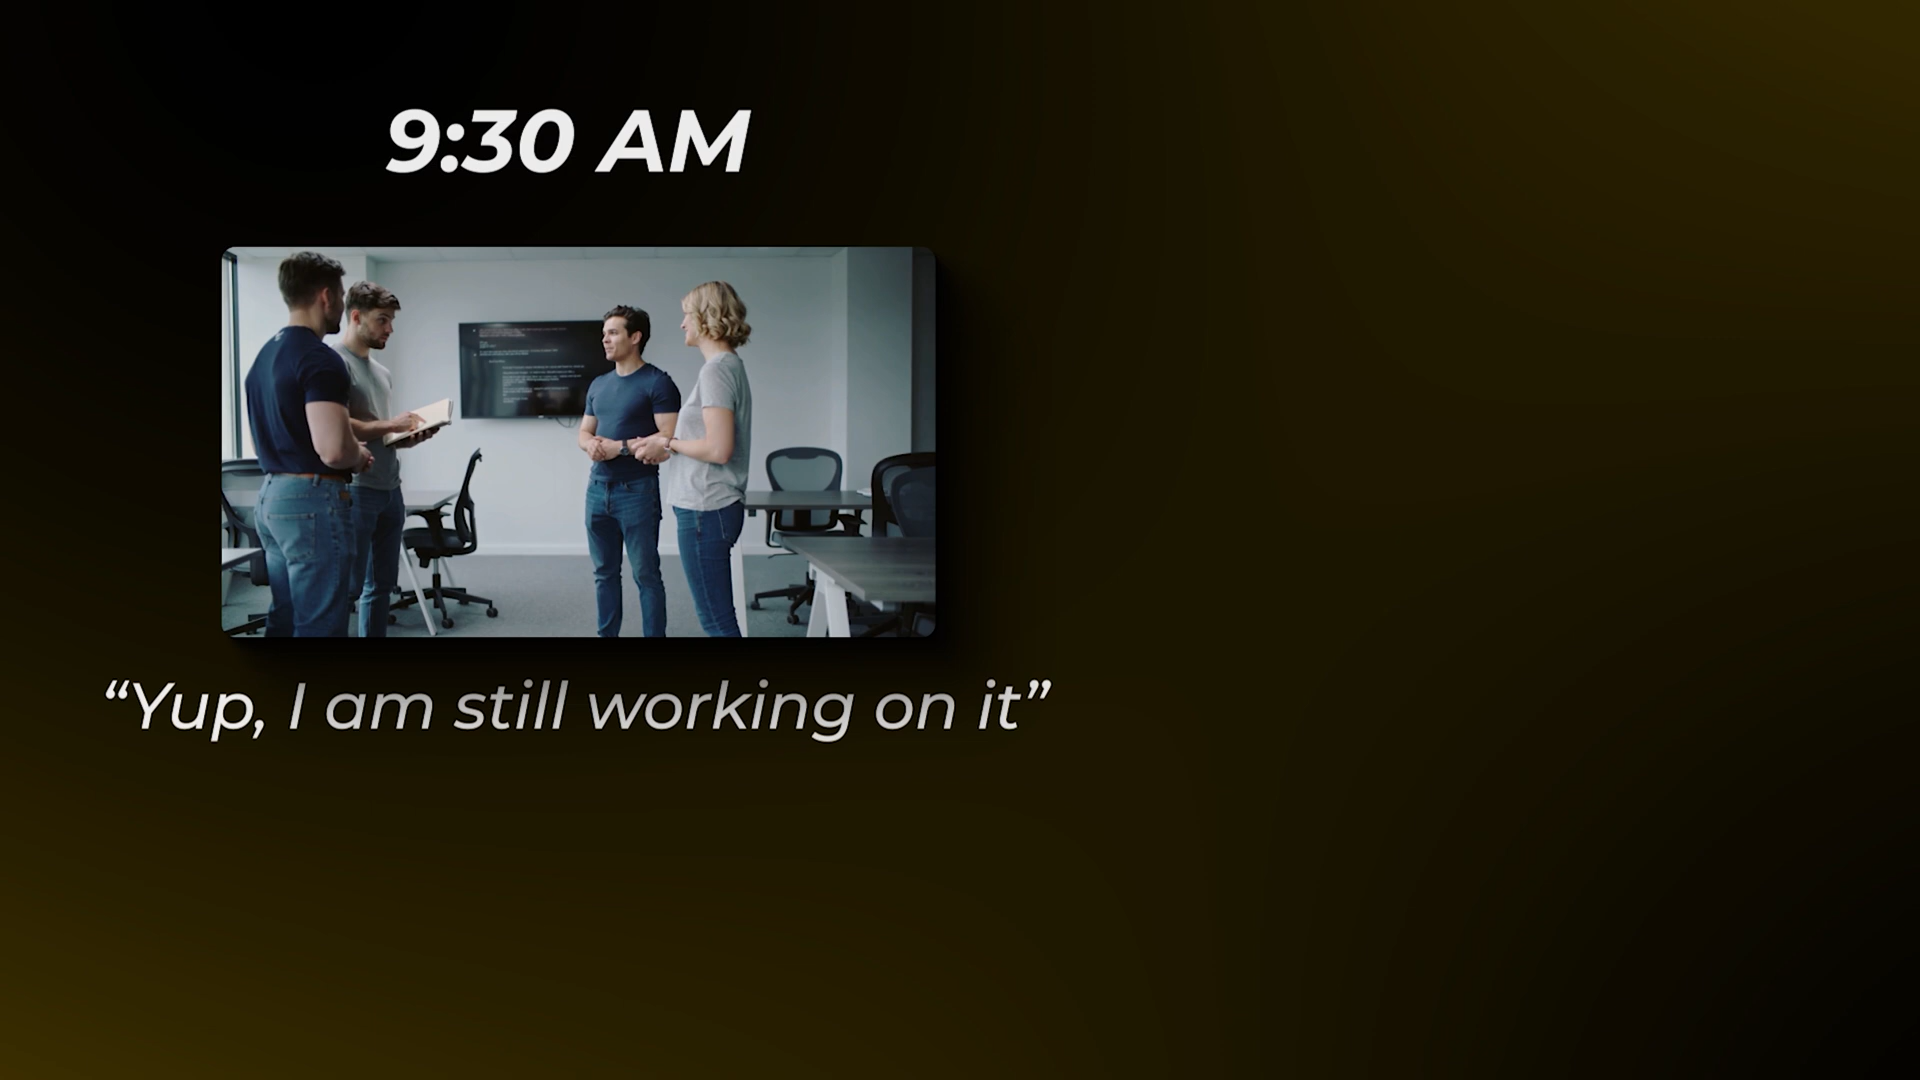 9:30 AM
“Yup, I am still working on it”